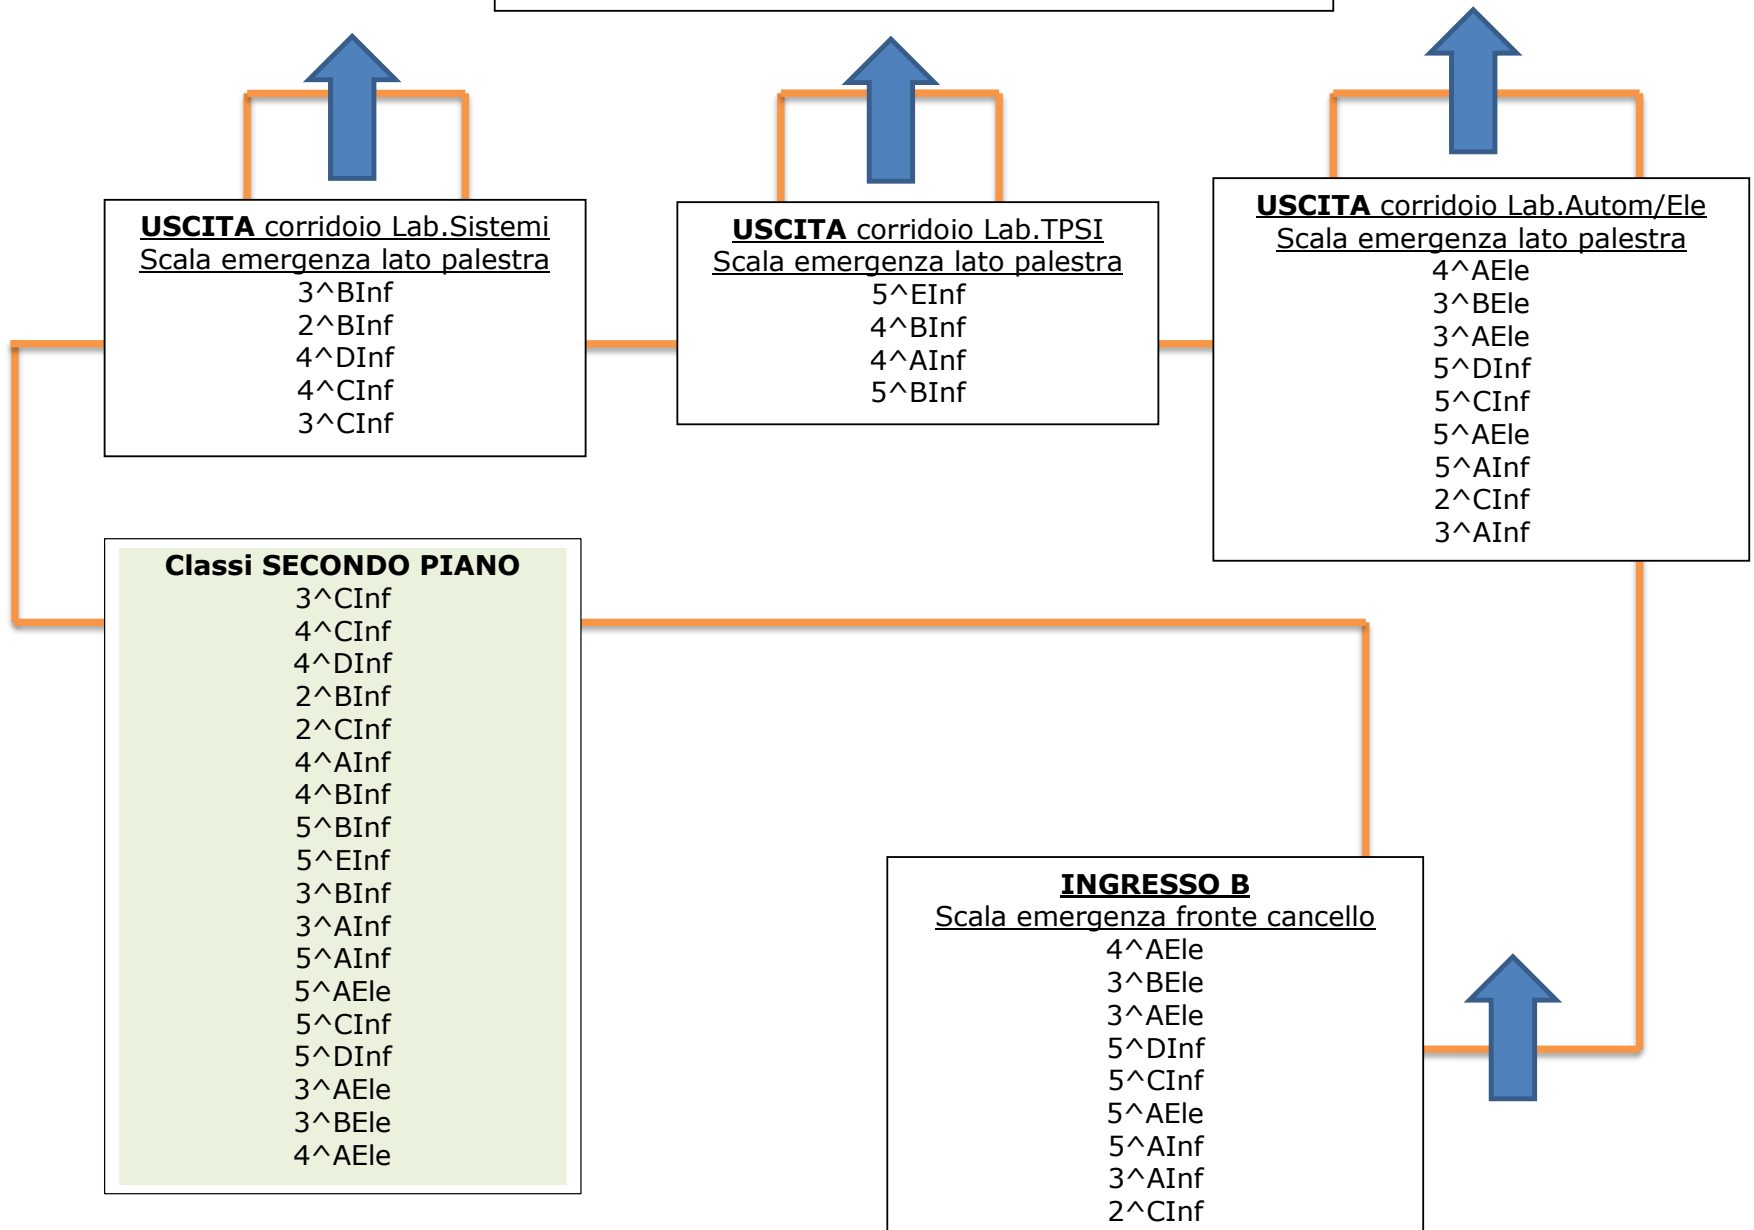 USCITA corridoio Lab.Sistemi
Scala emergenza lato palestra
3^BInf
2^BInf
4^DInf
4^CInf
3^CInf
USCITA corridoio Lab.TPSI
Scala emergenza lato palestra
5^EInf
4^BInf
4^AInf
5^BInf
USCITA corridoio Lab.Autom/Ele
Scala emergenza lato palestra
4^AEle
3^BEle
3^AEle
5^DInf
5^CInf
5^AEle
5^AInf
2^CInf
3^AInf
Classi SECONDO PIANO
3^CInf
4^CInf
4^DInf
2^BInf
2^CInf
4^AInf
4^BInf
5^BInf
5^EInf
3^BInf
3^AInf
5^AInf
5^AEle
5^CInf
5^DInf
3^AEle
3^BEle
4^AEle
INGRESSO B
Scala emergenza fronte cancello
4^AEle
3^BEle
3^AEle
5^DInf
5^CInf
5^AEle
5^AInf
3^AInf
2^CInf